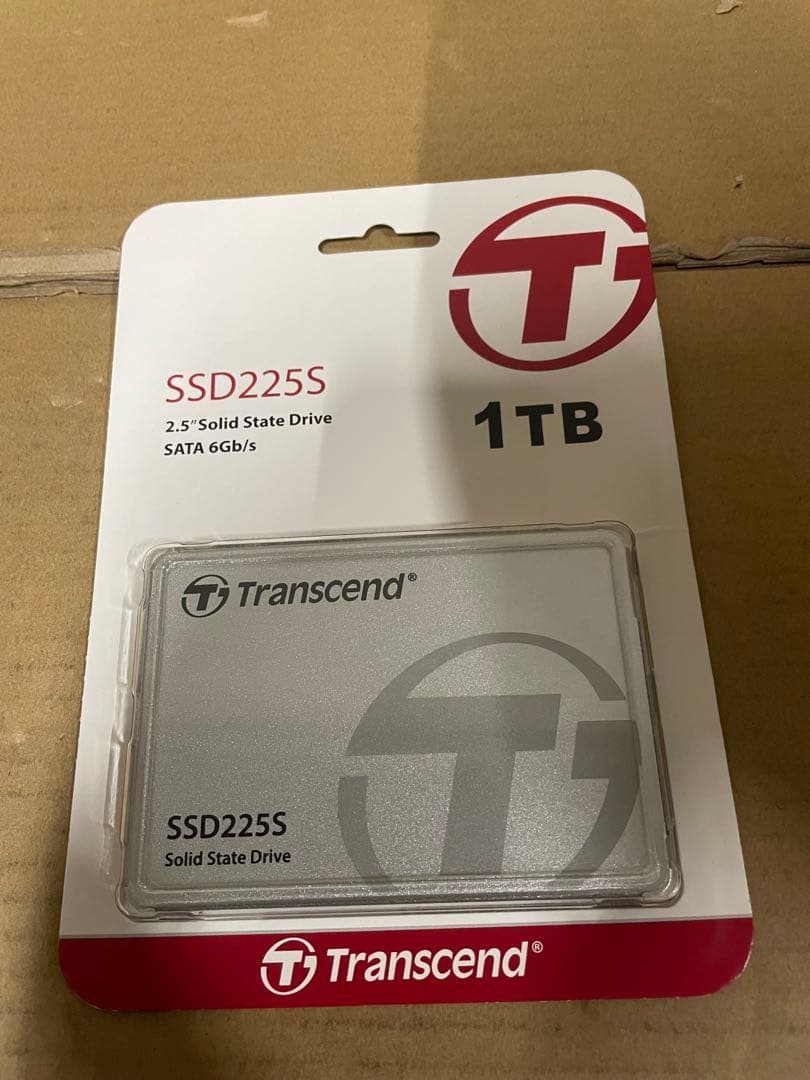 SSD225S
2.5″Solid State Drive
SATA 6Gb/s
1TB
Transcend®
SSD225S
Solid State Drive
Transcend®